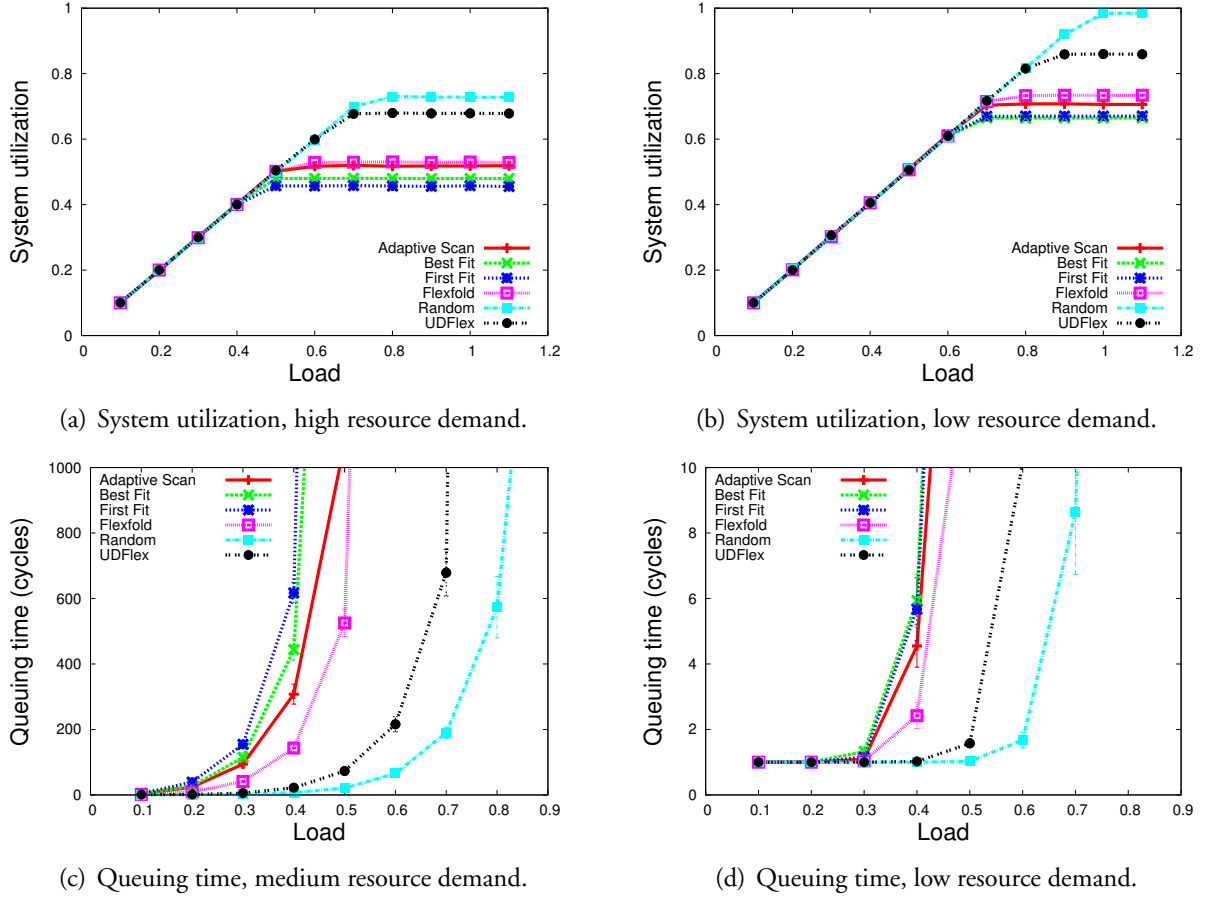 System utilization
1
0.8
0.6
0.4
0.2
0
0 0.2 0.4 0.6 0.8 1 1.2
Load
Adaptive Scan
Best Fit
First Fit
Flexfold
Random
UDFlex
(a) System utilization, high resource demand.
System utilization
1
0.8
0.6
0.4
0.2
0
0 0.2 0.4 0.6 0.8 1 1.2
Load
Adaptive Scan
Best Fit
First Fit
Flexfold
Random
UDFlex
(b) System utilization, low resource demand.
Queuing time (cycles)
1000
800
600
400
200
0
0 0.1 0.2 0.3 0.4 0.5 0.6 0.7 0.8 0.9
Load
Adaptive Scan
Best Fit
First Fit
Flexfold
Random
UDFlex
(c) Queuing time, medium resource demand.
Queuing time (cycles)
10
8
6
4
2
0
0 0.1 0.2 0.3 0.4 0.5 0.6 0.7 0.8 0.9
Load
Adaptive Scan
Best Fit
First Fit
Flexfold
Random
UDFlex
(d) Queuing time, low resource demand.